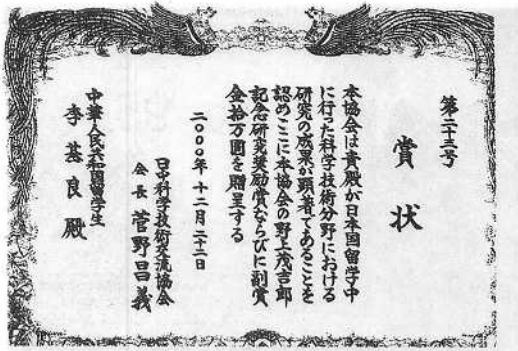 第二十三号
賞状
本協会は貴殿が日本国留学中
に行った科学技術分野における
研究の成果が顕著であることを
認めここに本協会の野上茂吉郎
記念研究奨励賞ならびに副賞
金拾万圓を贈呈する
二〇〇〇年 十二月 二十二日
日中科学技術交流協会
会長 菅野昌義
中華人民共和国留学生
李基良殿